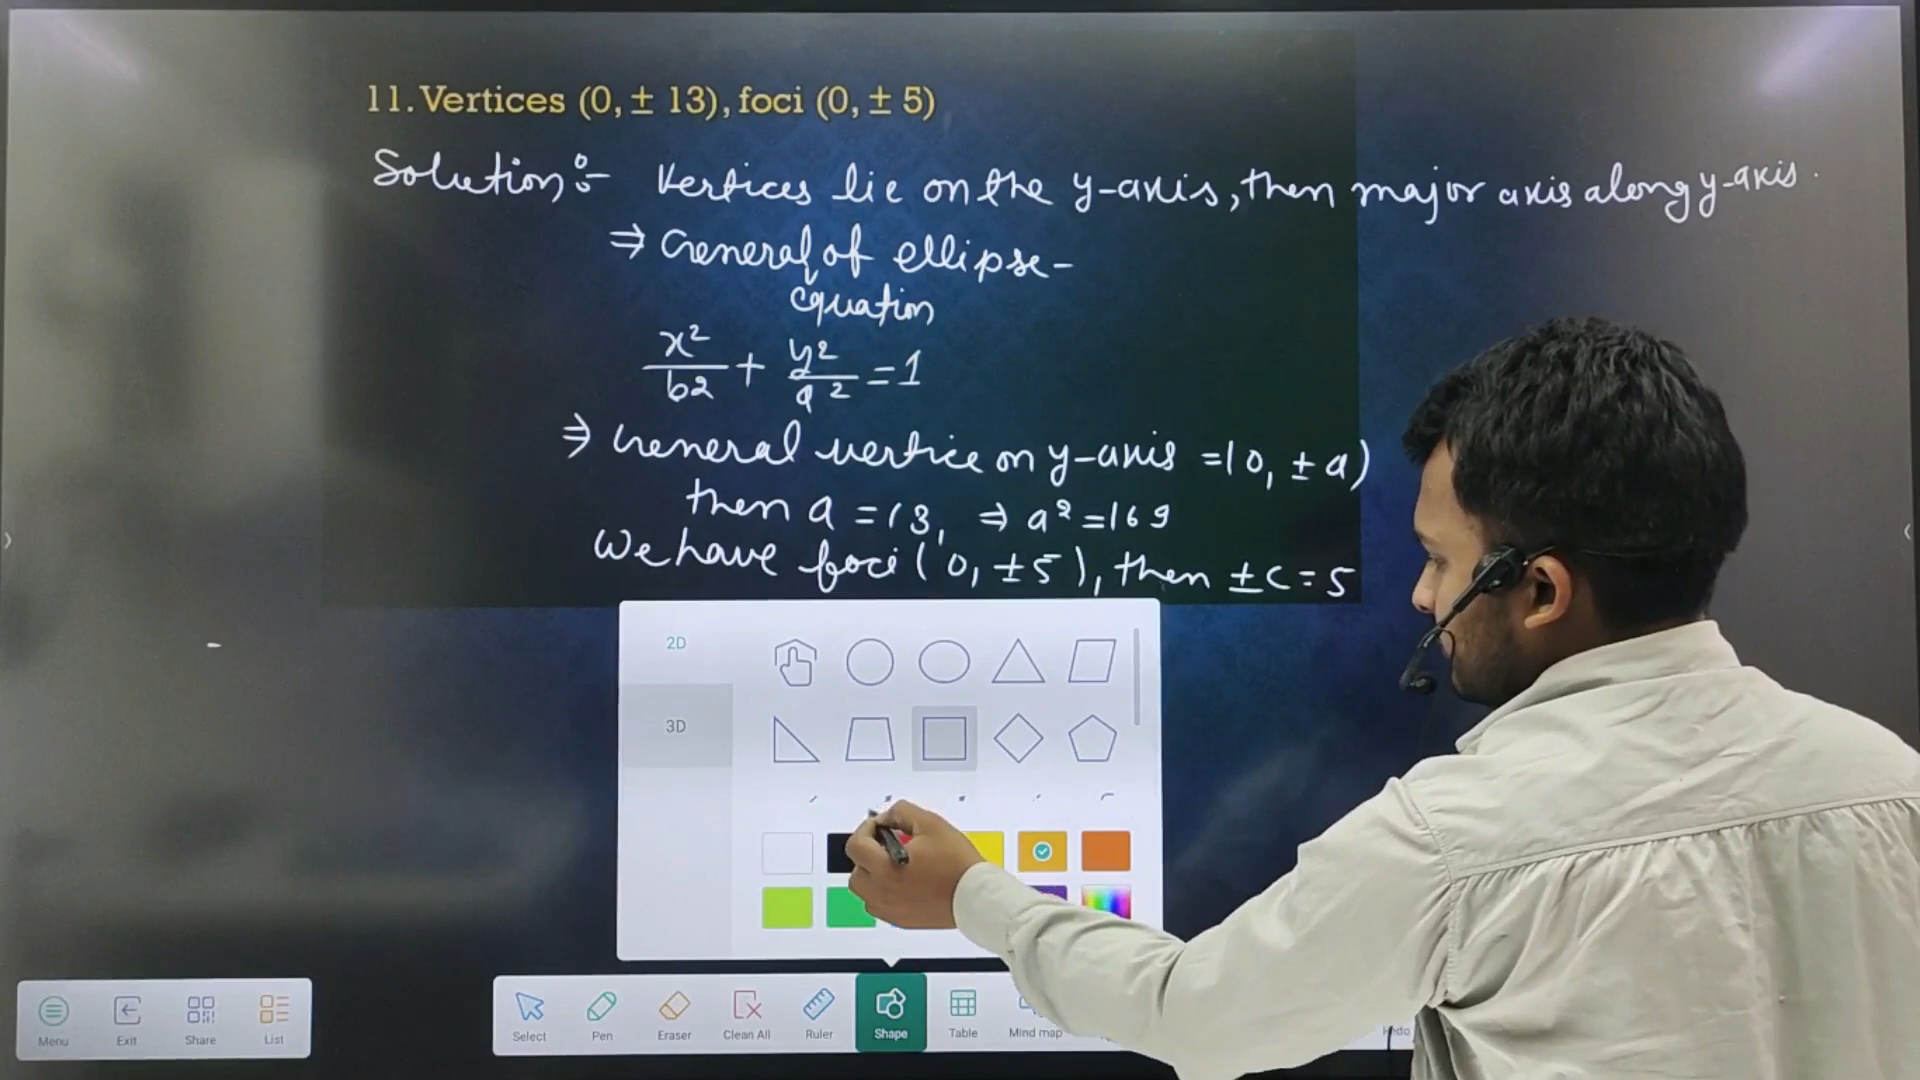 11. Vertices (0, ± 13), foci (0, ± 5)
Solution:- Vertices lie on the y-axis, then major axis along y-axis.
⇒ General of ellipse-
equation
x²/b2 + y²/a² = 1
⇒ General vertice on y-axis = (0, ± a)
then a = 13, ⇒ a² = 169
We have foci (0, ±5), then ±c = 5
2D
3D
Menu Exit Share List
Select Pen Eraser Clean All Ruler Shape Table Mind map